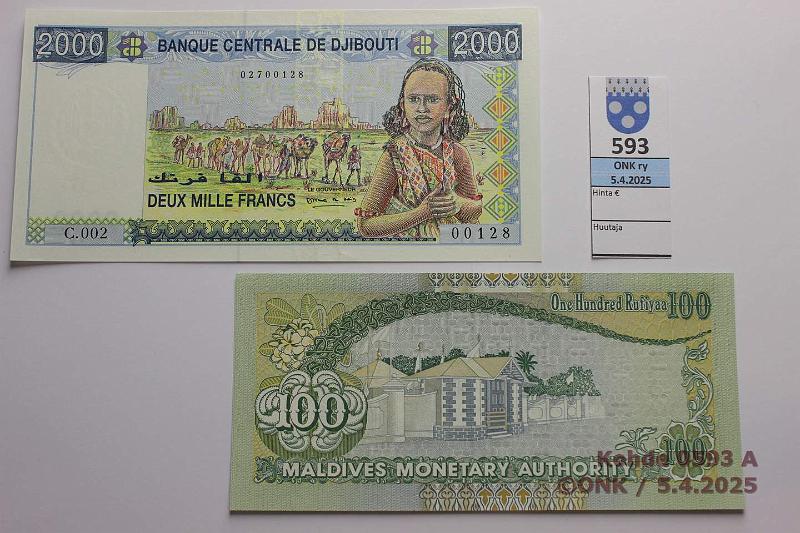 2000 BANQUE CENTRALE DE DJIBOUTI 2000
02700128
ألفا فرنك
LE GOUVERNEUR
DEUX MILLE FRANCS
C.002 00128
593
ONK ry
5.4.2025
Hinta €
Huutaja
One Hundred Rufiyaa 100
100
100
MALDIVES MONETARY AUTHORITY
Kohde 0593 A
©ONK / 5.4.2025